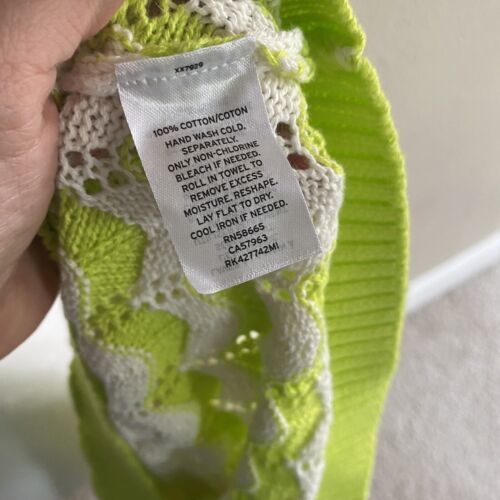 XX7929
100% COTTON/COTON
HAND WASH COLD.
SEPARATELY.
ONLY NON-CHLORINE
BLEACH IF NEEDED.
ROLL IN TOWEL TO
REMOVE EXCESS
MOISTURE. RESHAPE.
LAY FLAT TO DRY.
COOL IRON IF NEEDED.
RN58665
CA57963
RK427742MI